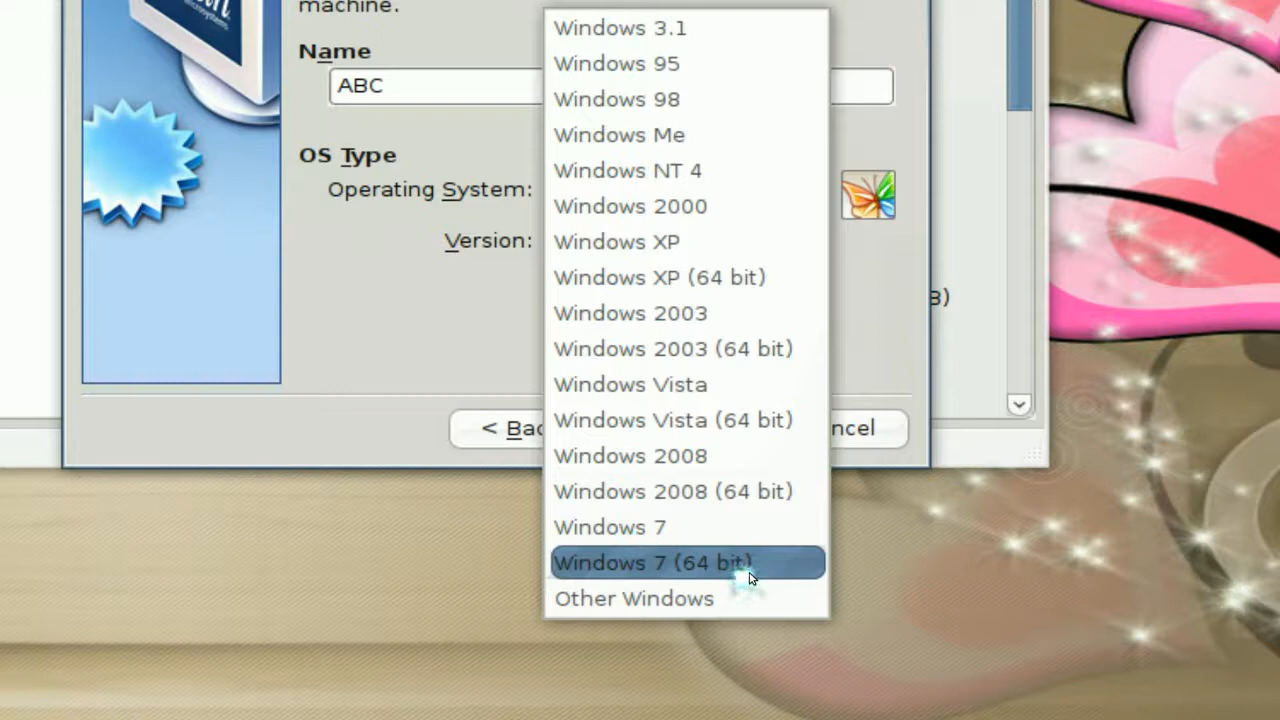 microsystems
machine.
Name
ABC
OS Type
Operating System:
Version:
Windows 3.1
Windows 95
Windows 98
Windows Me
Windows NT 4
Windows 2000
Windows XP
Windows XP (64 bit)
Windows 2003
Windows 2003 (64 bit)
Windows Vista
Windows Vista (64 bit)
Windows 2008
Windows 2008 (64 bit)
Windows 7
Windows 7 (64 bit)
Other Windows
B)
< Bac
ncel